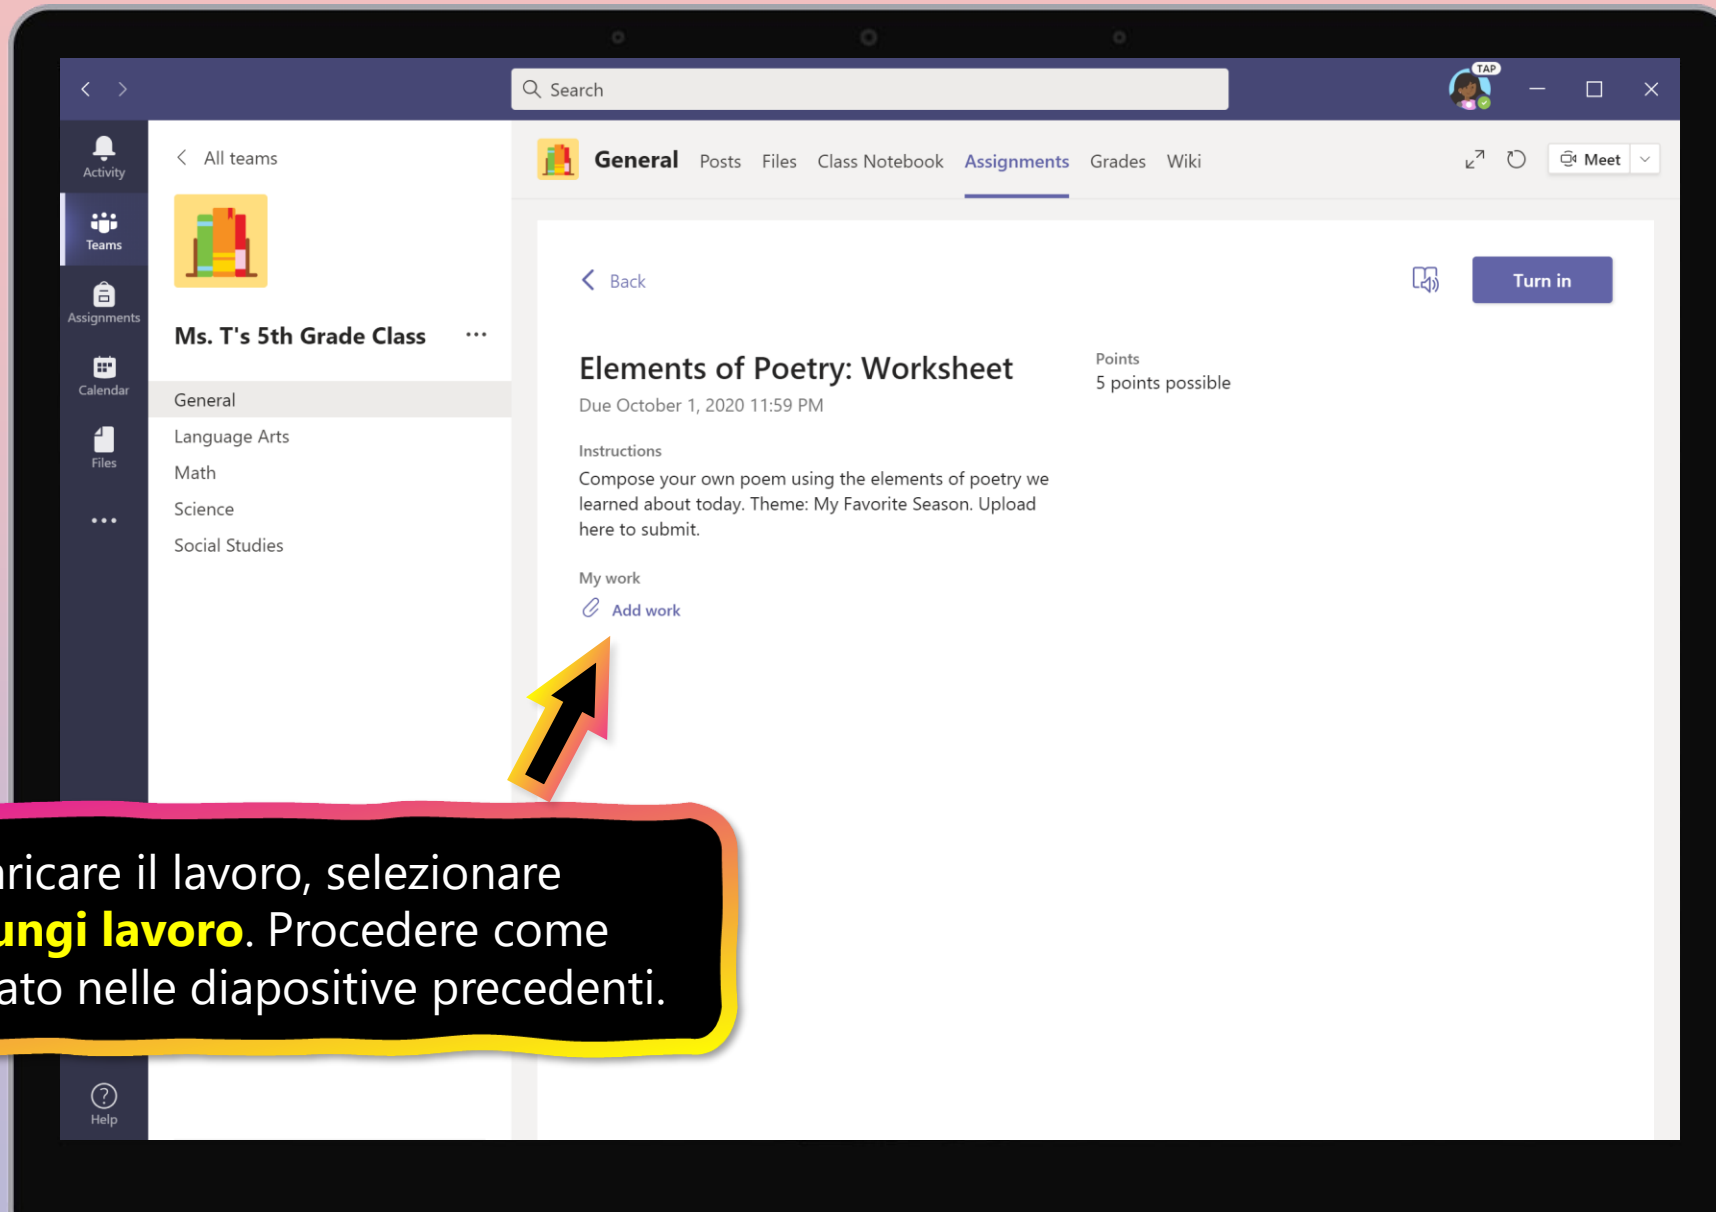 Search
TAP
Activity
Teams
Assignments
Calendar
Files
Help
All teams
Ms. T's 5th Grade Class
General
Language Arts
Math
Science
Social Studies
General Posts Files Class Notebook Assignments Grades Wiki
Meet
Back
Turn in
Elements of Poetry: Worksheet
Due October 1, 2020 11:59 PM
Points
5 points possible
Instructions
Compose your own poem using the elements of poetry we
learned about today. Theme: My Favorite Season. Upload
here to submit.
My work
Add work
il lavoro, selezionare
lavoro. Procedere come
nelle diapositive precedenti.